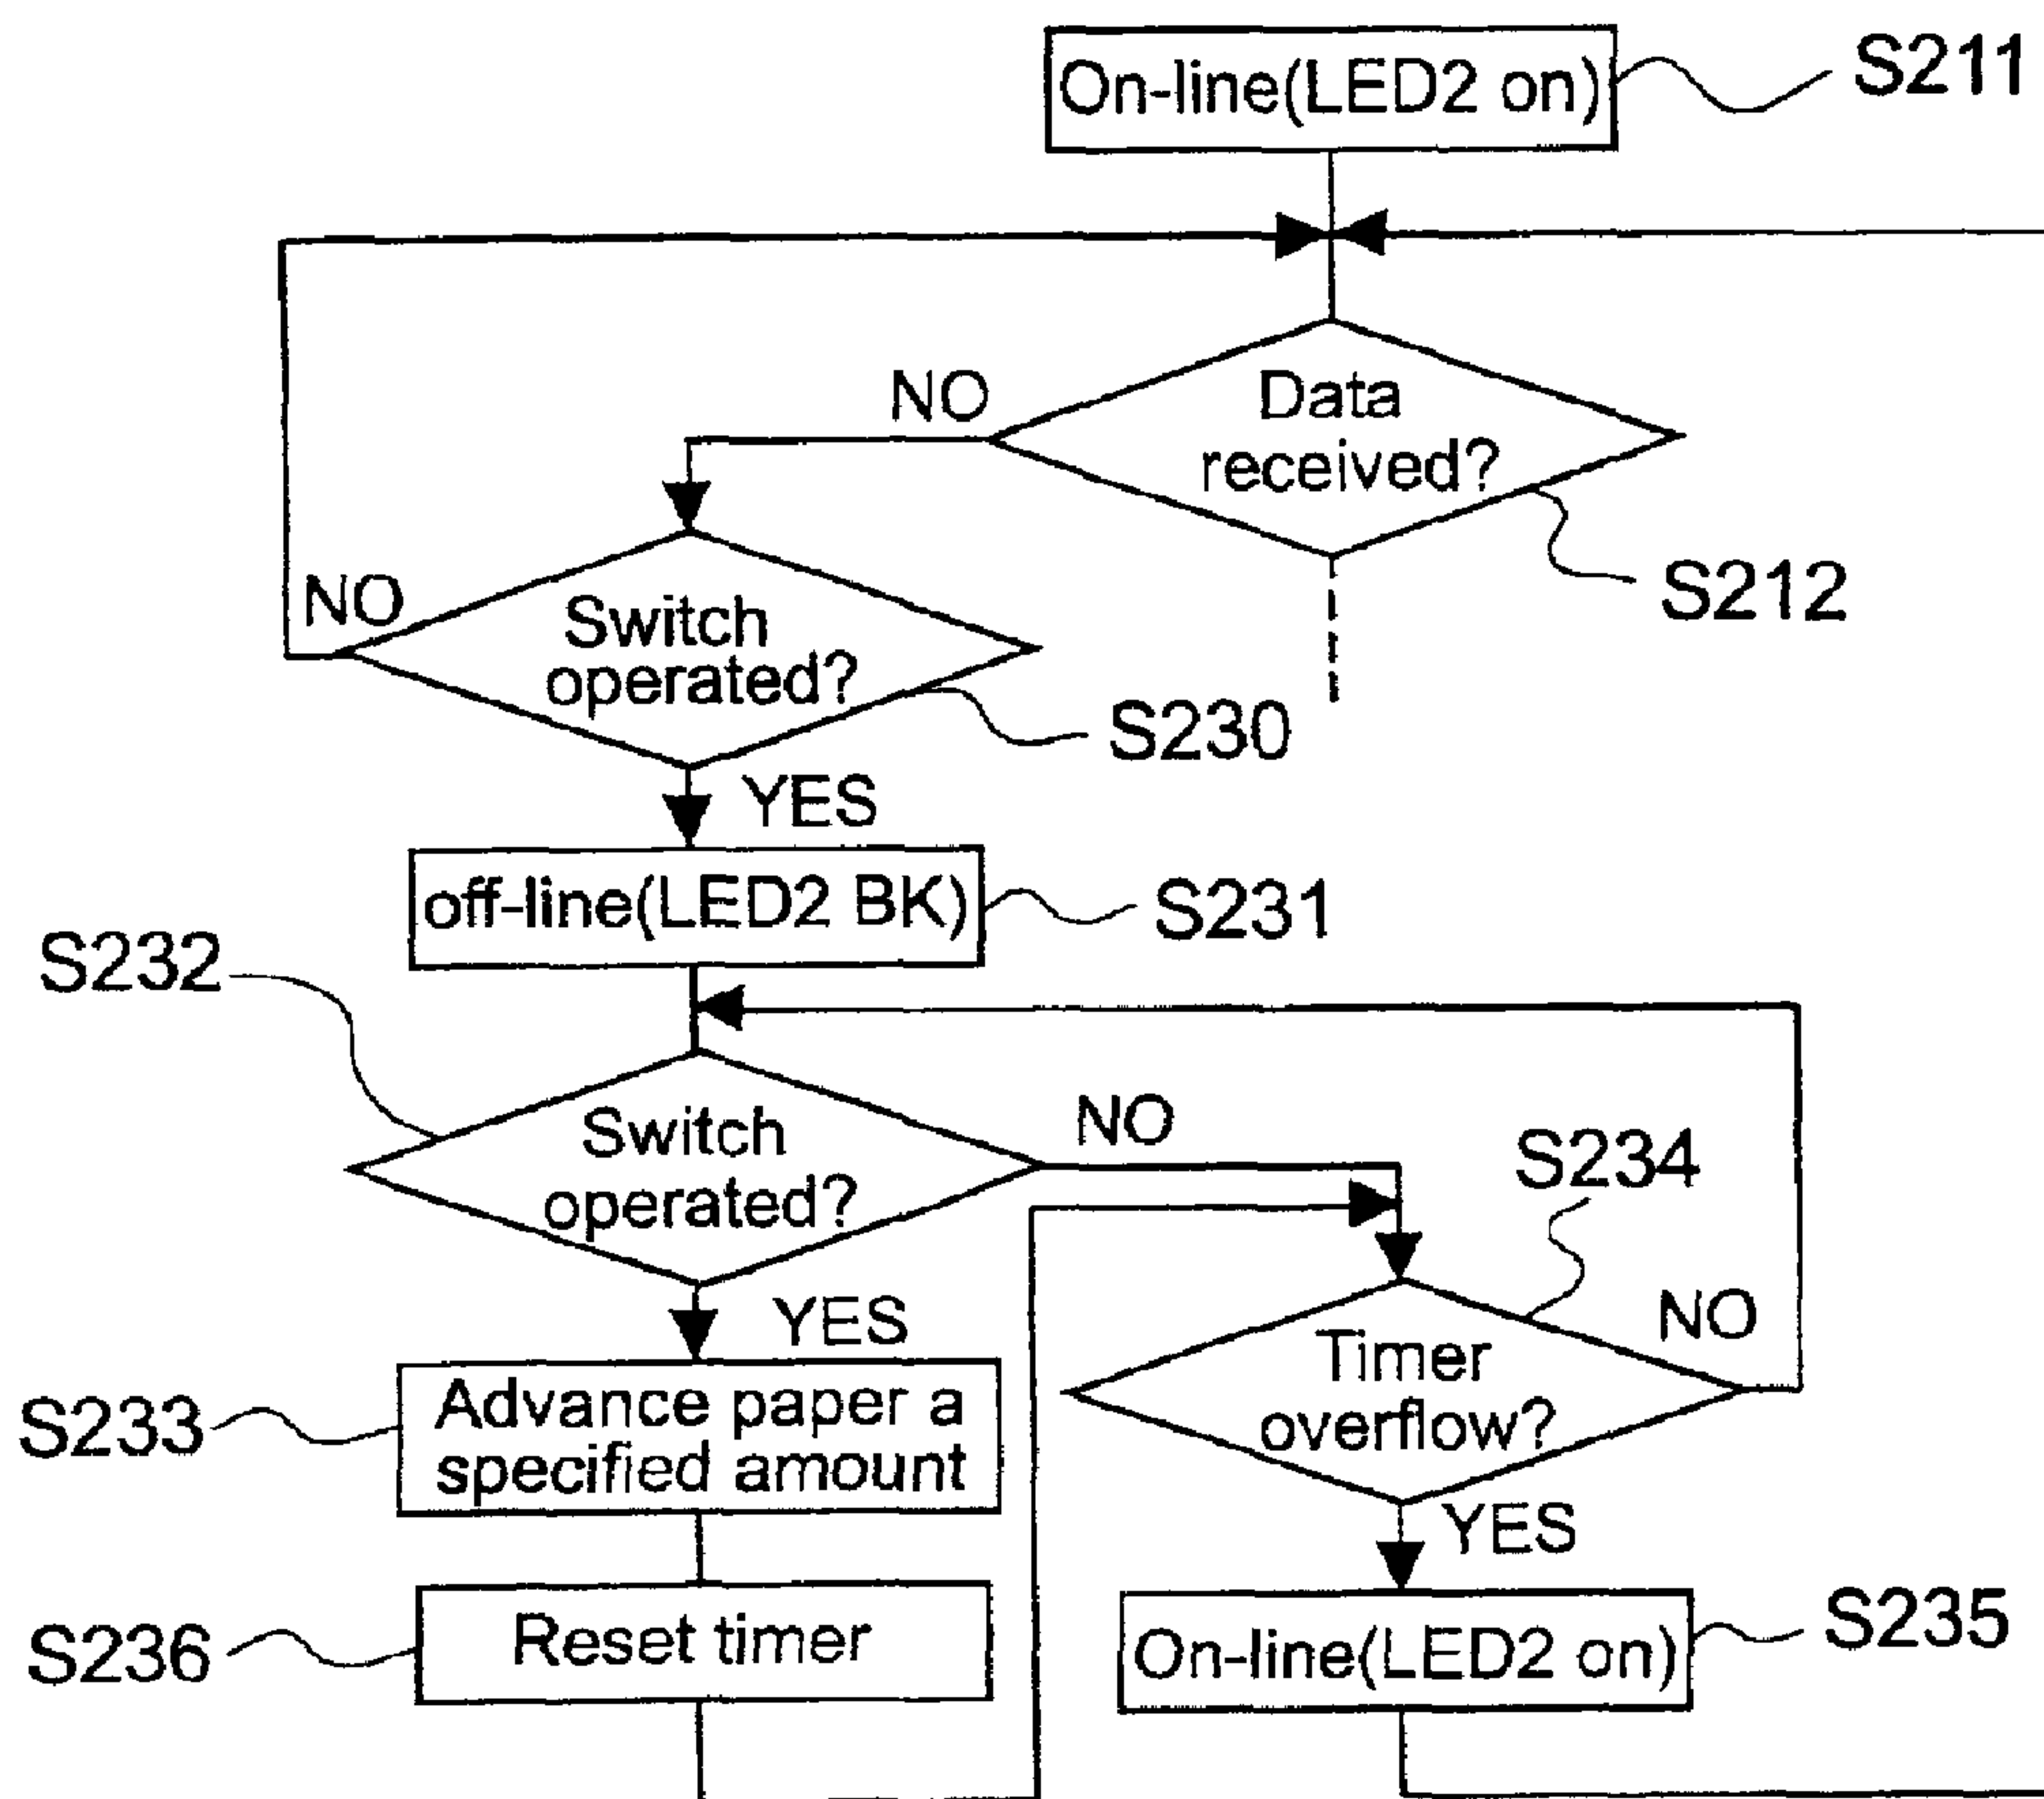 On-line(LED2 on)
S211
NO
Data
received?
S212
NO
Switch
operated?
S230
YES
off-line(LED2 BK)
S231
S232
Switch
operated?
NO
S234
YES
Timer
overflow?
NO
S233
Advance paper a
specified amount
YES
S236
Reset timer
On-line(LED2 on)
S235